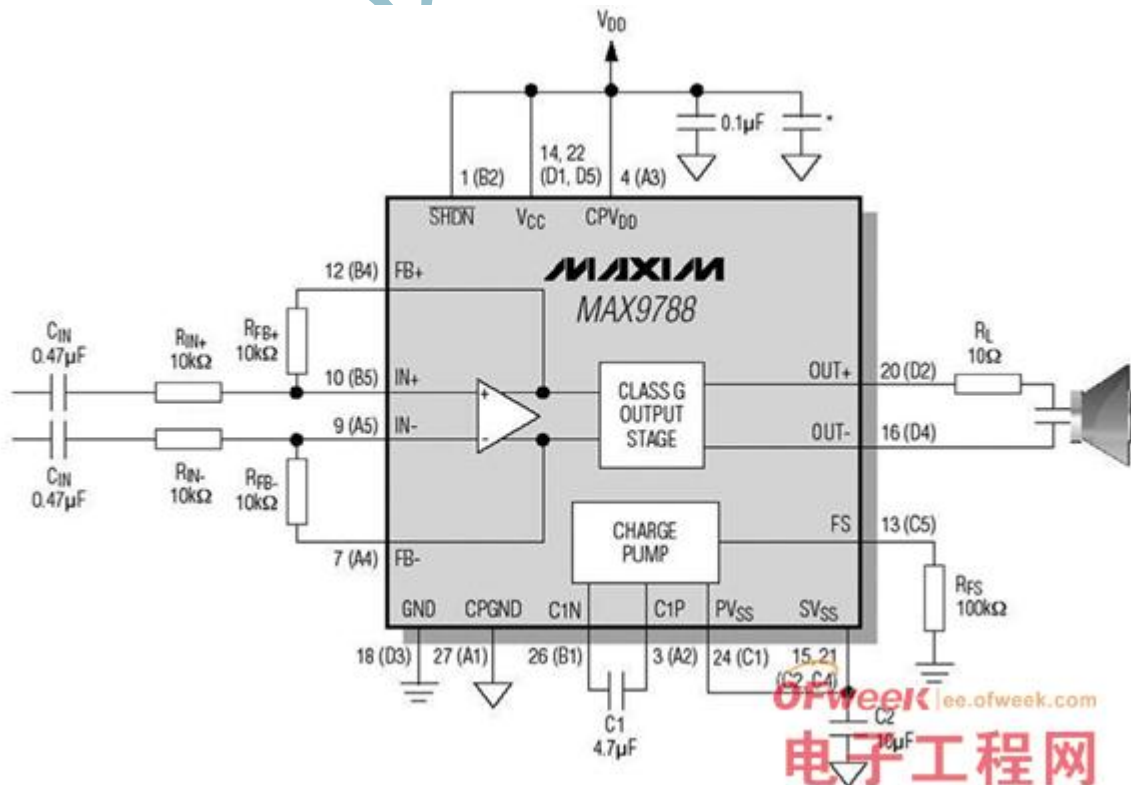 VDD
0.1µF
*
1 (B2)
14, 22
(D1, D5)
4 (A3)
SHDN
VCC
CPVDD
12 (B4)
FB+
MAXIM
MAX9788
CIN
0.47µF
RIN+
10kΩ
RFB+
10kΩ
10 (B5)
IN+
+
9 (A5)
IN-
-
CIN
0.47µF
RIN-
10kΩ
RFB-
10kΩ
7 (A4)
FB-
CLASS G
OUTPUT
STAGE
OUT+
20 (D2)
RL
10Ω
OUT-
16 (D4)
CHARGE
PUMP
FS
13 (C5)
RFS
100kΩ
GND
CPGND
C1N
C1P
PVSS
SVSS
18 (D3)
27 (A1)
26 (B1)
3 (A2)
24 (C1)
15, 21
(C2, C4)
C1
4.7µF
C2
10µF
OFweeK ee.ofweek.com
电子工程网